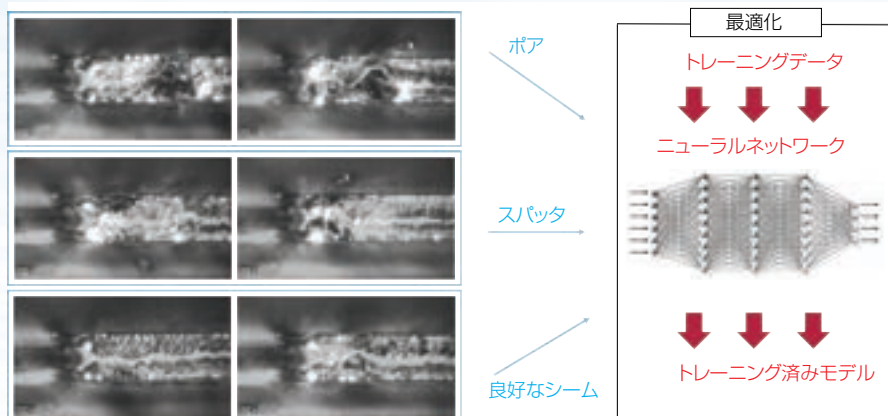 ポア
スパッタ
良好なシーム
最適化
トレーニングデータ
ニューラルネットワーク
トレーニング済みモデル